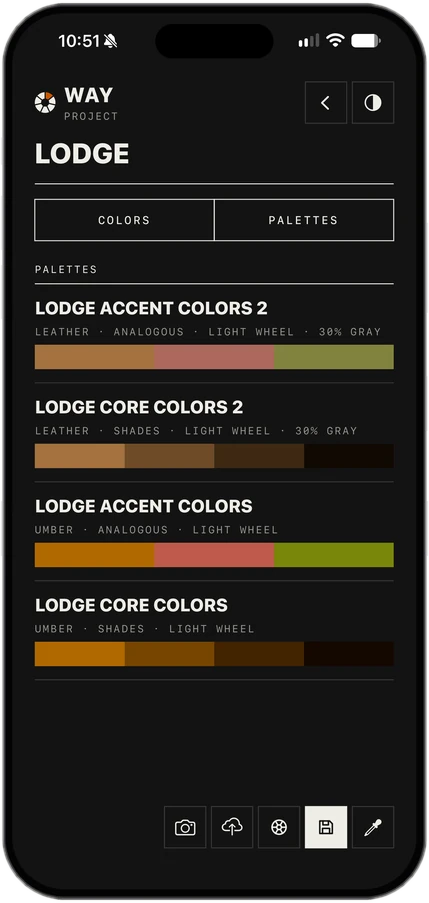 10:51
WAY
PROJECT
LODGE
COLORS
PALETTES
PALETTES
LODGE ACCENT COLORS 2
LEATHER · ANALOGOUS · LIGHT WHEEL · 30% GRAY
LODGE CORE COLORS 2
LEATHER · SHADES · LIGHT WHEEL · 30% GRAY
LODGE ACCENT COLORS
UMBER · ANALOGOUS · LIGHT WHEEL
LODGE CORE COLORS
UMBER · SHADES · LIGHT WHEEL